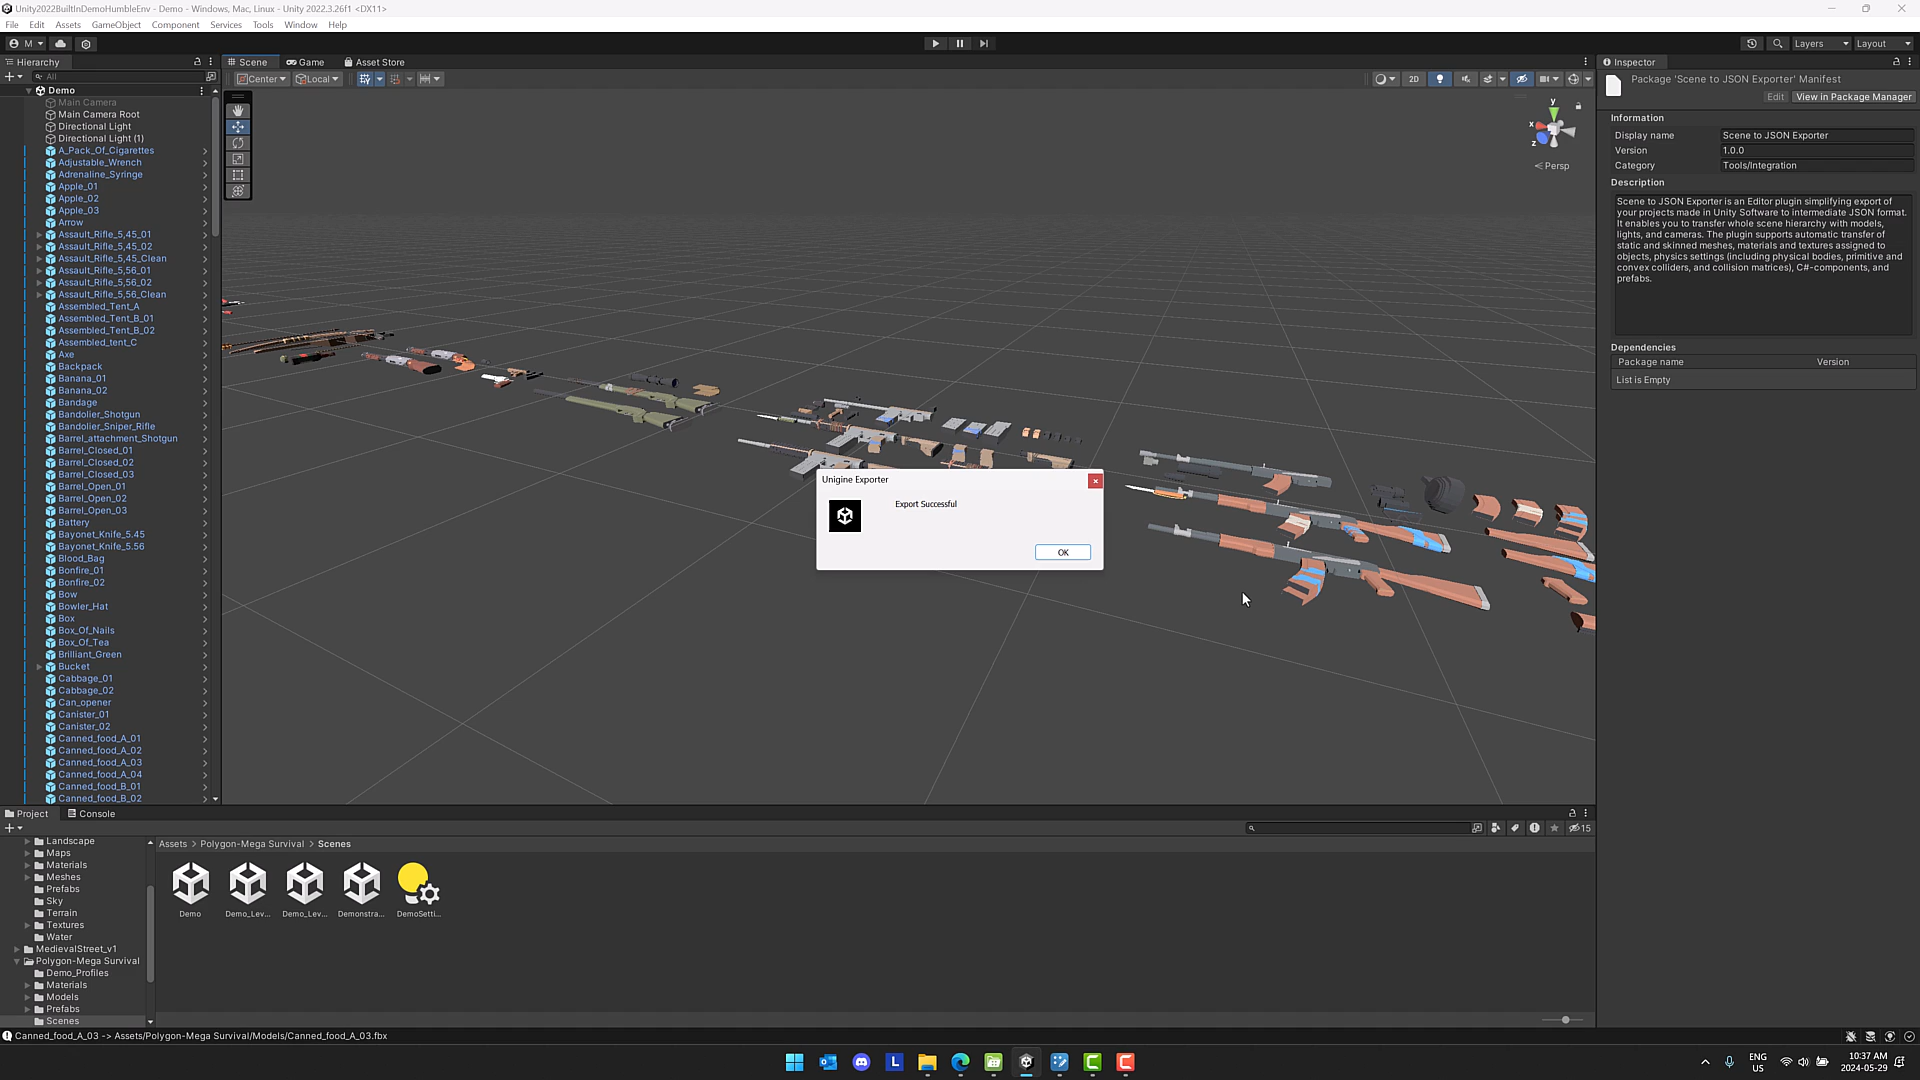 Unity2022BuiltInDemoHumbleEnv - Demo - Windows, Mac, Linux - Unity 2022.3.26f1 <DX11>
File Edit Assets GameObject Component Services Tools Window Help
M
Layers Layout
Hierarchy
All
Demo
Main Camera
Main Camera Root
Directional Light
Directional Light (1)
A_Pack_Of_Cigarettes
Adjustable_Wrench
Adrenaline_Syringe
Apple_01
Apple_02
Apple_03
Arrow
Assault_Rifle_5,45_01
Assault_Rifle_5,45_02
Assault_Rifle_5,45_Clean
Assault_Rifle_5,56_01
Assault_Rifle_5,56_02
Assault_Rifle_5,56_Clean
Assembled_Tent_A
Assembled_Tent_B_01
Assembled_Tent_B_02
Assembled_tent_C
Axe
Backpack
Banana_01
Banana_02
Bandage
Bandolier_Shotgun
Bandolier_Sniper_Rifle
Barrel_attachment_Shotgun
Barrel_Closed_01
Barrel_Closed_02
Barrel_Closed_03
Barrel_Open_01
Barrel_Open_02
Barrel_Open_03
Battery
Bayonet_Knife_5.45
Bayonet_Knife_5.56
Blood_Bag
Bonfire_01
Bonfire_02
Bow
Bowler_Hat
Box
Box_Of_Nails
Box_Of_Tea
Brilliant_Green
Bucket
Cabbage_01
Cabbage_02
Can_opener
Canister_01
Canister_02
Canned_food_A_01
Canned_food_A_02
Canned_food_A_03
Canned_food_A_04
Canned_food_B_01
Canned_food_B_02
Scene Game Asset Store
Center Local
2D
y
x
z
< Persp
Unigine Exporter
Export Successful
OK
Inspector
Package 'Scene to JSON Exporter' Manifest
Edit View in Package Manager
Information
Display name Scene to JSON Exporter
Version 1.0.0
Category Tools/Integration
Description
Scene to JSON Exporter is an Editor plugin simplifying export of
your projects made in Unity Software to intermediate JSON format.
It enables you to transfer whole scene hierarchy with models,
lights, and cameras. The plugin supports automatic transfer of
static and skinned meshes, materials and textures assigned to
objects, physics settings (including physical bodies, primitive and
convex colliders, and collision matrices), C#-components, and
prefabs.
Dependencies
Package name Version
List is Empty
Project Console
15
Landscape
Maps
Materials
Meshes
Prefabs
Sky
Terrain
Textures
Water
MedievalStreet_v1
Polygon-Mega Survival
Demo_Profiles
Materials
Models
Prefabs
Scenes
Assets > Polygon-Mega Survival > Scenes
Demo Demo_Lev... Demo_Lev... Demonstra... DemoSetti...
Canned_food_A_03 -> Assets/Polygon-Mega Survival/Models/Canned_food_A_03.fbx
L
ENG
US
10:37 AM
2024-05-29